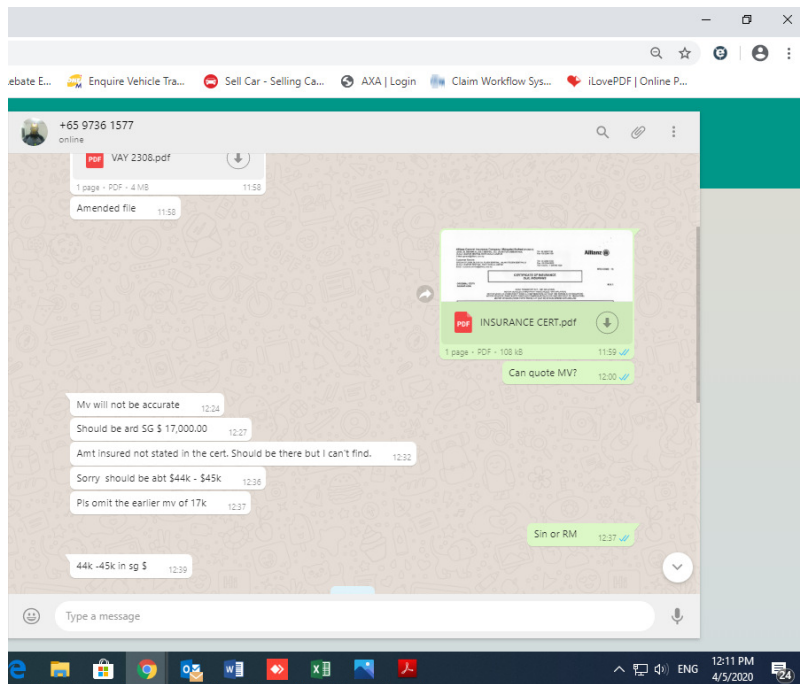 .ebate E...
Enquire Vehicle Tra...
Sell Car - Selling Ca...
AXA | Login
Claim Workflow Sys...
iLovePDF | Online P...
+65 9736 1577
online
PDF VAY 2308.pdf
1 page - PDF - 4 MB 11:58
Amended file 11:58
Allianz
CERTIFICATE OF INSURANCE
PDF INSURANCE CERT.pdf
1 page - PDF - 108 kB 11:59
Can quote MV? 12:00
Mv will not be accurate 12:24
Should be ard SG $ 17,000.00 12:27
Amt insured not stated in the cert. Should be there but I can't find. 12:32
Sorry should be abt $44k - $45k 12:36
Pls omit the earlier mv of 17k 12:37
Sin or RM 12:37
44k -45k in sg $ 12:39
Type a message
ENG
12:11 PM
4/5/2020
24